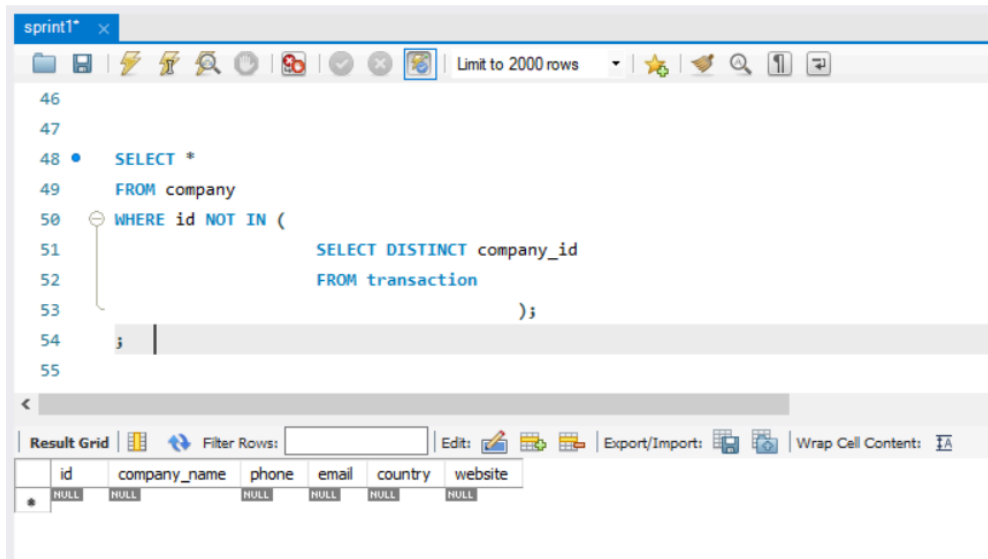 sprint1*
Limit to 2000 rows
46
47
48 SELECT *
49 FROM company
50 WHERE id NOT IN (
51 SELECT DISTINCT company_id
52 FROM transaction
53 );
54 ;
55
Result Grid Filter Rows: Edit: Export/Import: Wrap Cell Content: IA
id company_name phone email country website
NULL NULL NULL NULL NULL NULL